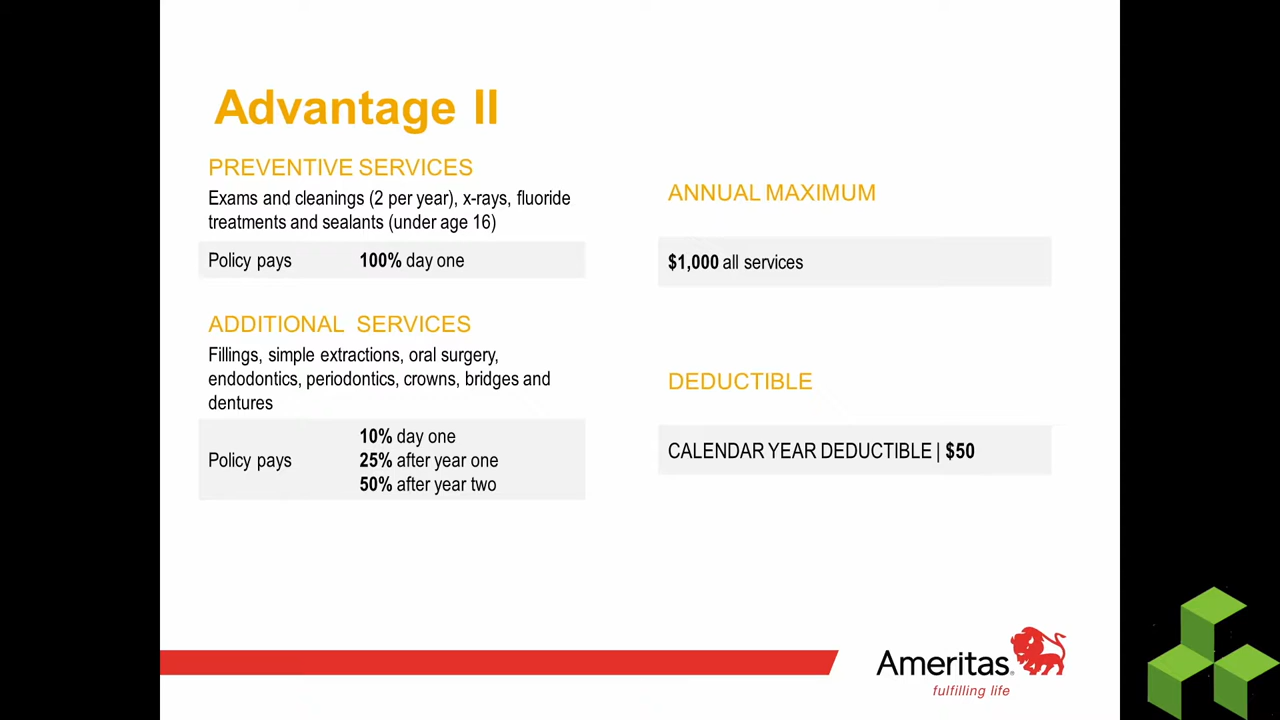 Advantage II
PREVENTIVE SERVICES
Exams and cleanings (2 per year), x-rays, fluoride
treatments and sealants (under age 16)
Policy pays 100% day one
ADDITIONAL SERVICES
Fillings, simple extractions, oral surgery,
endodontics, periodontics, crowns, bridges and
dentures
Policy pays
10% day one
25% after year one
50% after year two
ANNUAL MAXIMUM
$1,000 all services
DEDUCTIBLE
CALENDAR YEAR DEDUCTIBLE | $50
Ameritas®
fulfilling life